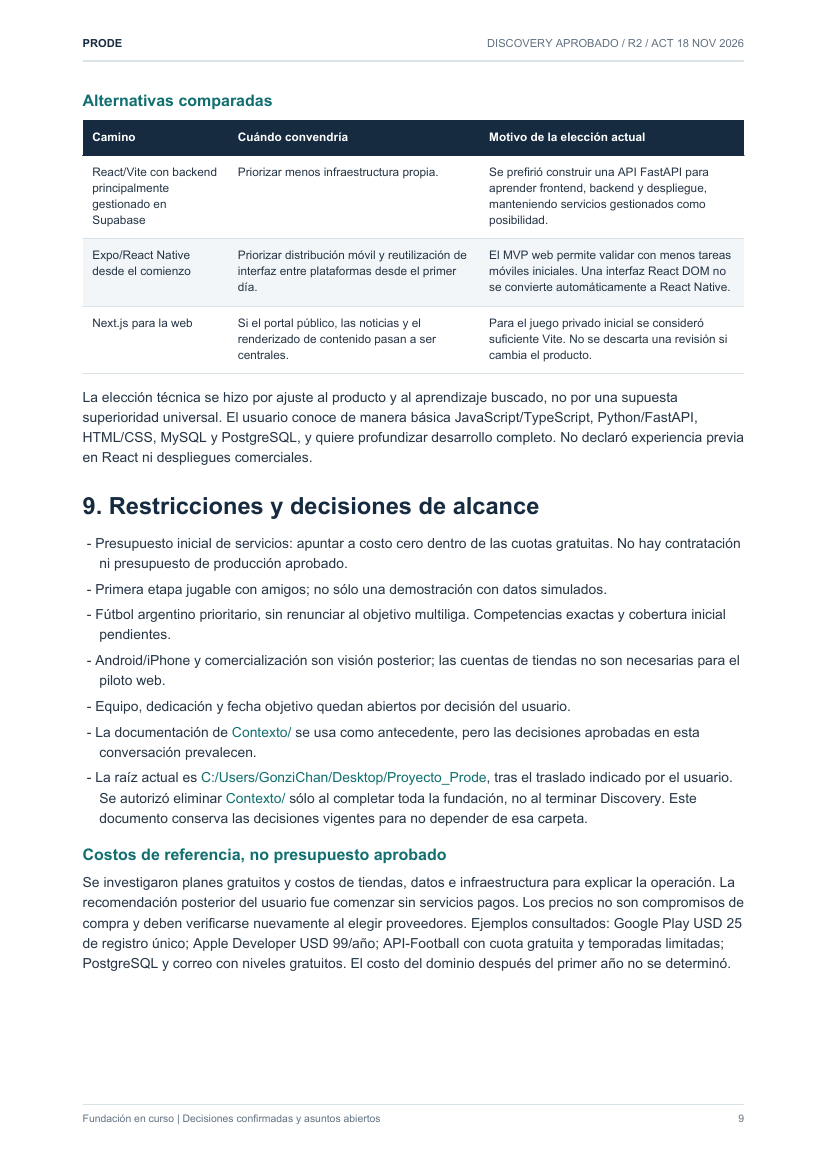 PRODE
DISCOVERY APROBADO / R2 / ACT 18 NOV 2026
Alternativas comparadas
Camino
Cuándo convendría
Motivo de la elección actual
React/Vite con backend
principalmente
gestionado en
Supabase
Priorizar menos infraestructura propia.
Se prefirió construir una API FastAPI para
aprender frontend, backend y despliegue,
manteniendo servicios gestionados como
posibilidad.
Expo/React Native
desde el comienzo
Priorizar distribución móvil y reutilización de
interfaz entre plataformas desde el primer
día.
El MVP web permite validar con menos tareas
móviles iniciales. Una interfaz React DOM no
se convierte automáticamente a React Native.
Next.js para la web
Si el portal público, las noticias y el
renderizado de contenido pasan a ser
centrales.
Para el juego privado inicial se consideró
suficiente Vite. No se descarta una revisión si
cambia el producto.
La elección técnica se hizo por ajuste al producto y al aprendizaje buscado, no por una supuesta
superioridad universal. El usuario conoce de manera básica JavaScript/TypeScript, Python/FastAPI,
HTML/CSS, MySQL y PostgreSQL, y quiere profundizar desarrollo completo. No declaró experiencia previa
en React ni despliegues comerciales.
9. Restricciones y decisiones de alcance
- Presupuesto inicial de servicios: apuntar a costo cero dentro de las cuotas gratuitas. No hay contratación
ni presupuesto de producción aprobado.
- Primera etapa jugable con amigos; no sólo una demostración con datos simulados.
- Fútbol argentino prioritario, sin renunciar al objetivo multiliga. Competencias exactas y cobertura inicial
pendientes.
- Android/iPhone y comercialización son visión posterior; las cuentas de tiendas no son necesarias para el
piloto web.
- Equipo, dedicación y fecha objetivo quedan abiertos por decisión del usuario.
- La documentación de Contexto/ se usa como antecedente, pero las decisiones aprobadas en esta
conversación prevalecen.
- La raíz actual es C:/Users/GonziChan/Desktop/Proyecto_Prode, tras el traslado indicado por el usuario.
Se autorizó eliminar Contexto/ sólo al completar toda la fundación, no al terminar Discovery. Este
documento conserva las decisiones vigentes para no depender de esa carpeta.
Costos de referencia, no presupuesto aprobado
Se investigaron planes gratuitos y costos de tiendas, datos e infraestructura para explicar la operación. La
recomendación posterior del usuario fue comenzar sin servicios pagos. Los precios no son compromisos de
compra y deben verificarse nuevamente al elegir proveedores. Ejemplos consultados: Google Play USD 25
de registro único; Apple Developer USD 99/año; API-Football con cuota gratuita y temporadas limitadas;
PostgreSQL y correo con niveles gratuitos. El costo del dominio después del primer año no se determinó.
Fundación en curso | Decisiones confirmadas y asuntos abiertos
9